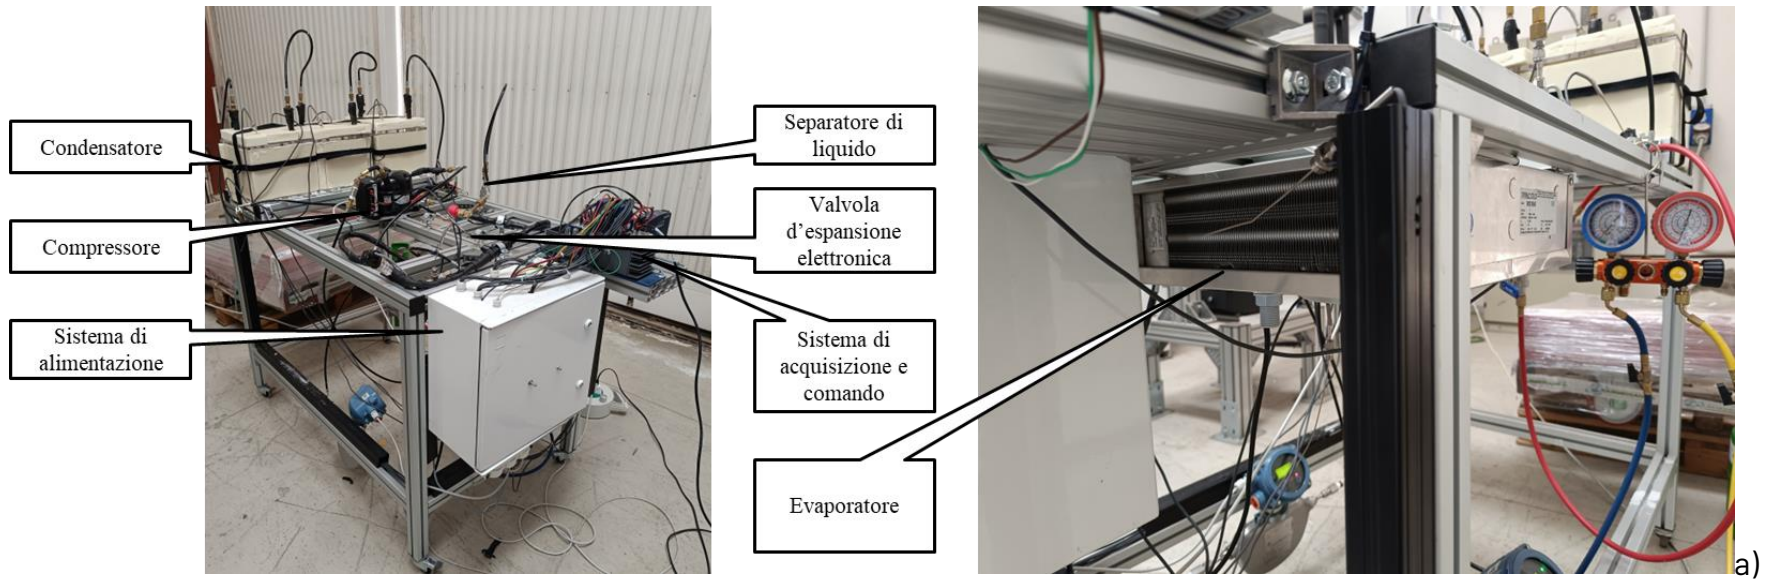 Condensatore
Compressore
Sistema di
alimentazione
Separatore di
liquido
Valvola
d’espansione
elettronica
Sistema di
acquisizione e
comando
Evaporatore
a)